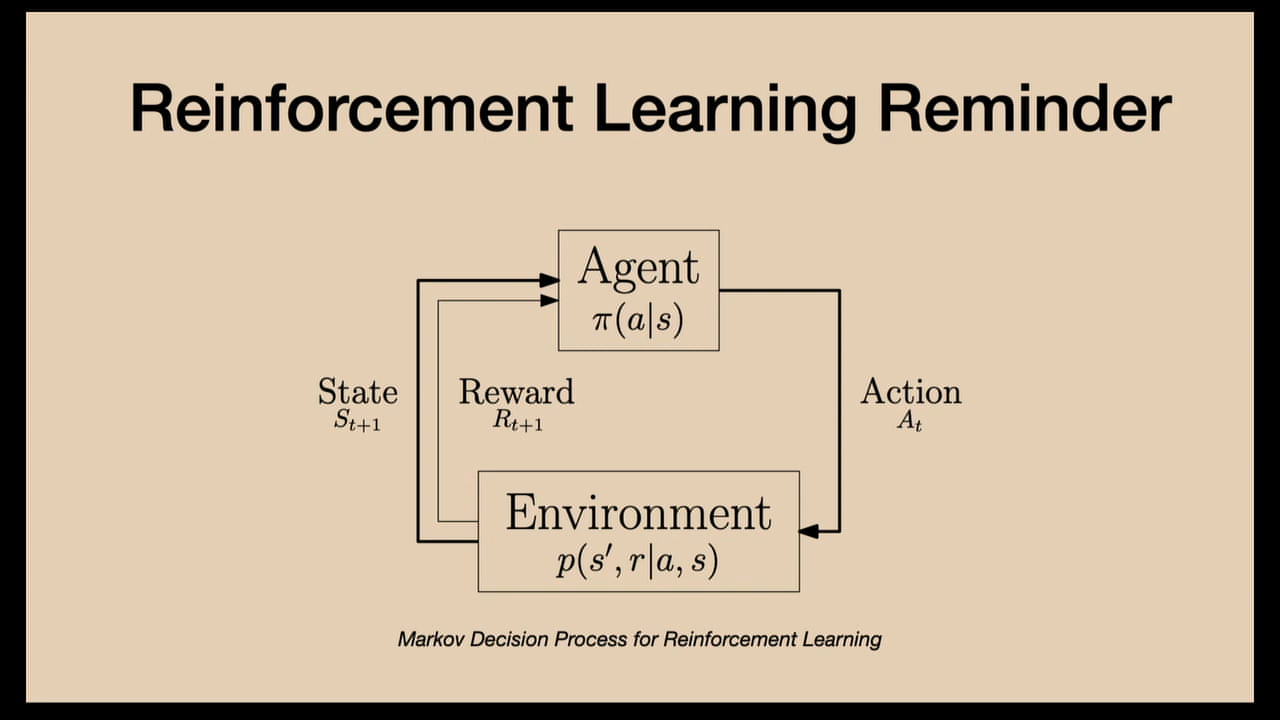 Reinforcement Learning Reminder
Agent
π(a|s)
State
S_{t+1}
Reward
R_{t+1}
Action
A_t
Environment
p(s′, r|a, s)
Markov Decision Process for Reinforcement Learning